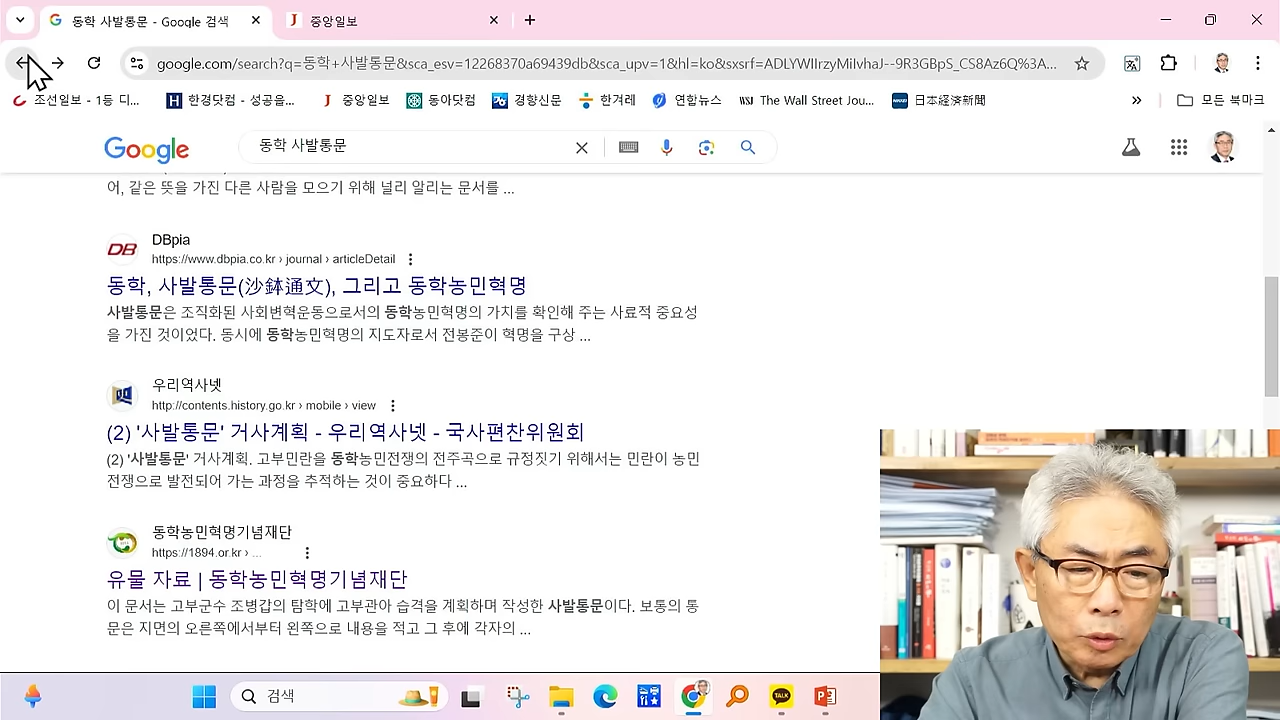 동학 사발통문 - Google 검색
중앙일보
google.com/search?q=동학+사발통문&sca_esv=12268370a69439db&sca_upv=1&hl=ko&sxsrf=ADLYWIIrzyMiIvhaJ--9R3GBpS_CS8Az6Q%3A...
조선일보 - 1등 디...
한경닷컴 - 성공을...
중앙일보
동아닷컴
경향신문
한겨레
연합뉴스
WSJ The Wall Street Jou...
NIKKEI 日本経済新聞
모든 북마크
Google
동학 사발통문
어, 같은 뜻을 가진 다른 사람을 모으기 위해 널리 알리는 문서를 ...
DBpia
DB
https://www.dbpia.co.kr › journal › articleDetail
동학, 사발통문(沙鉢通文), 그리고 동학농민혁명
사발통문은 조직화된 사회변혁운동으로서의 동학농민혁명의 가치를 확인해 주는 사료적 중요성
을 가진 것이었다. 동시에 동학농민혁명의 지도자로서 전봉준이 혁명을 구상 ...
우리역사넷
http://contents.history.go.kr › mobile › view
(2) '사발통문' 거사계획 - 우리역사넷 - 국사편찬위원회
(2) '사발통문' 거사계획. 고부민란을 동학농민전쟁의 전주곡으로 규정짓기 위해서는 민란이 농민
전쟁으로 발전되어 가는 과정을 추적하는 것이 중요하다 ...
동학농민혁명기념재단
https://1894.or.kr › ...
유물 자료 | 동학농민혁명기념재단
이 문서는 고부군수 조병갑의 탐학에 고부관아 습격을 계획하며 작성한 사발통문이다. 보통의 통
문은 지면의 오른쪽에서부터 왼쪽으로 내용을 적고 그 후에 각자의 ...
검색
TALK